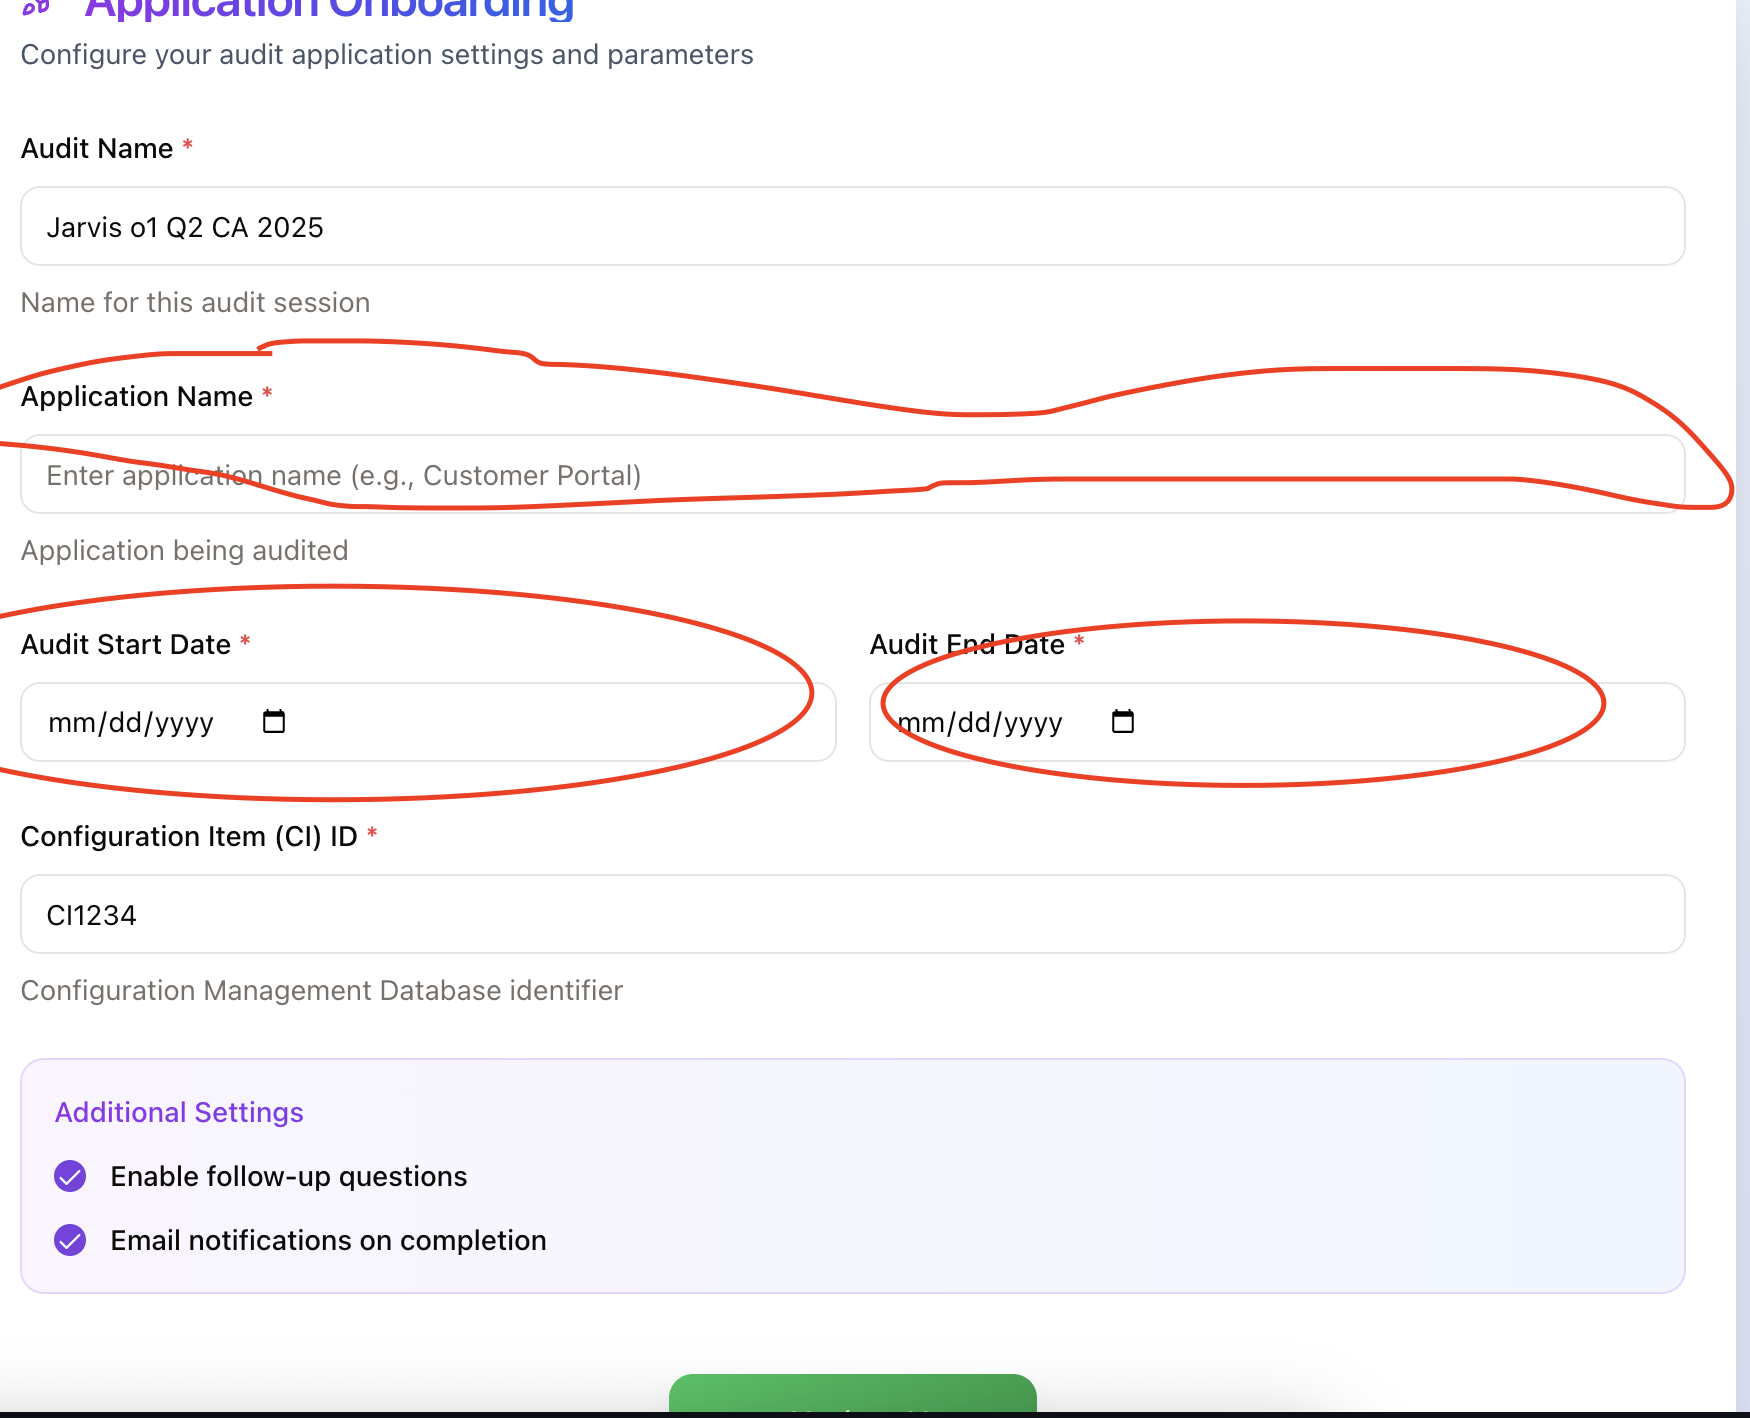 Application Onboarding
Configure your audit application settings and parameters
Audit Name *
Jarvis o1 Q2 CA 2025
Name for this audit session
Application Name *
Enter application name (e.g., Customer Portal)
Application being audited
Audit Start Date *
Audit End Date *
mm/dd/yyyy
mm/dd/yyyy
Configuration Item (CI) ID *
CI1234
Configuration Management Database identifier
Additional Settings
Enable follow-up questions
Email notifications on completion